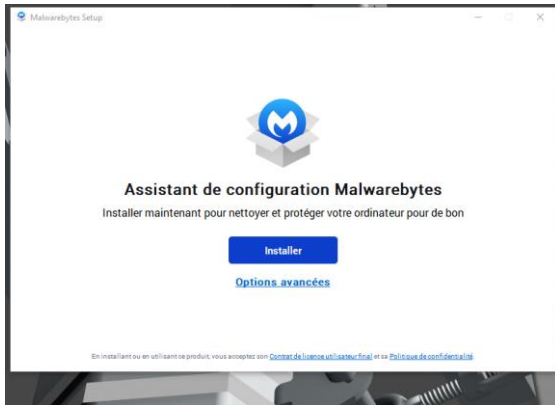 Malwarebytes Setup
Assistant de configuration Malwarebytes
Installer maintenant pour nettoyer et protéger votre ordinateur pour de bon
Installer
Options avancées
En installant ou en utilisant ce produit, vous acceptez son Contrat de licence utilisateur final et sa Politique de confidentialité.